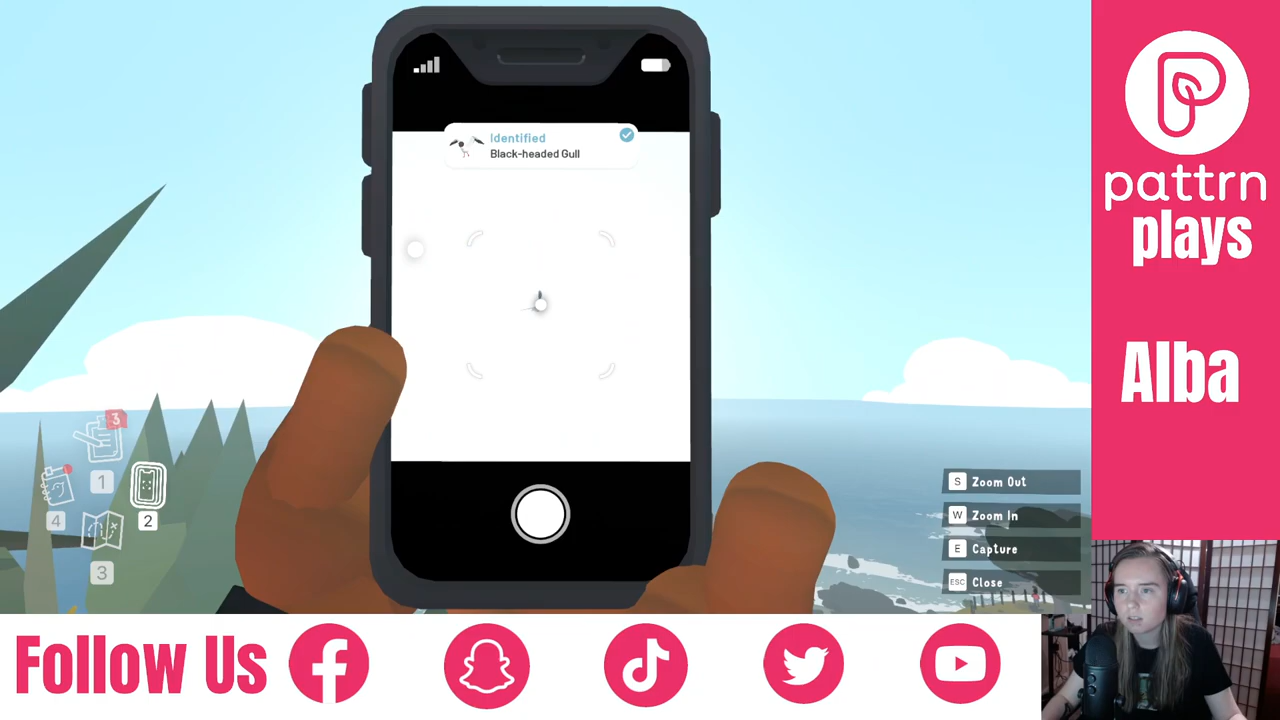 Identified
Black-headed Gull
3
1
4
2
3
S Zoom Out
W Zoom In
E Capture
ESC Close
pattrn
plays
Alba
Follow Us